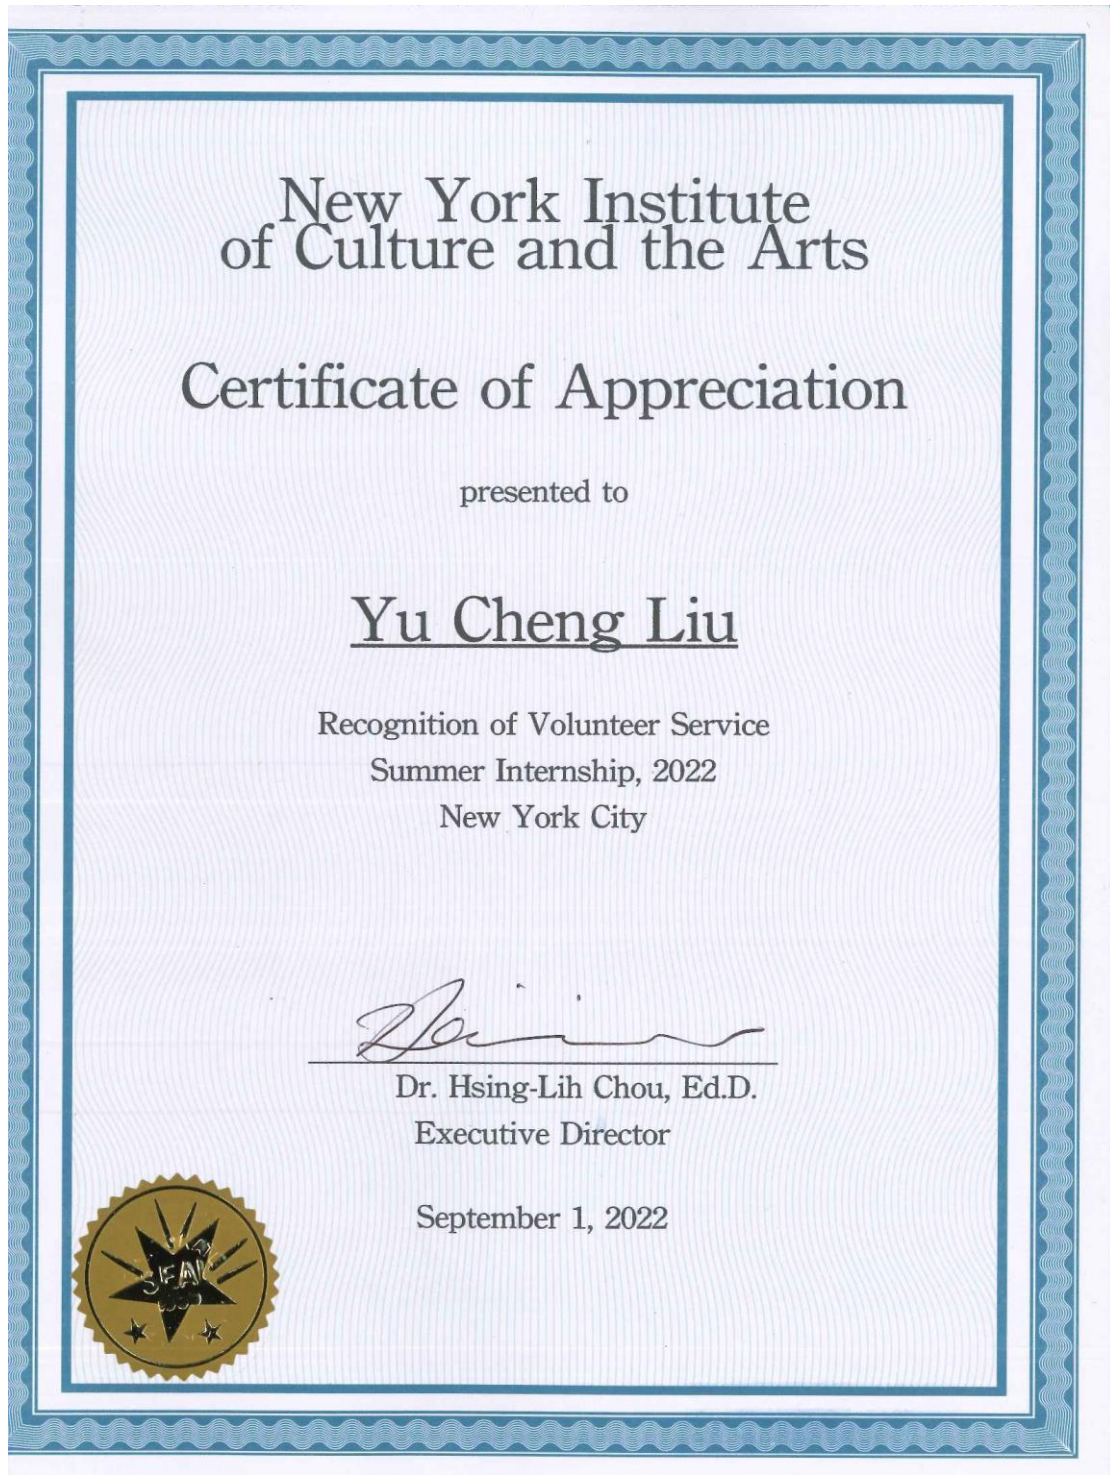 New York Institute
of Culture and the Arts
Certificate of Appreciation
presented to
Yu Cheng Liu
Recognition of Volunteer Service
Summer Internship, 2022
New York City
Dr. Hsing-Lih Chou, Ed.D.
Executive Director
September 1, 2022